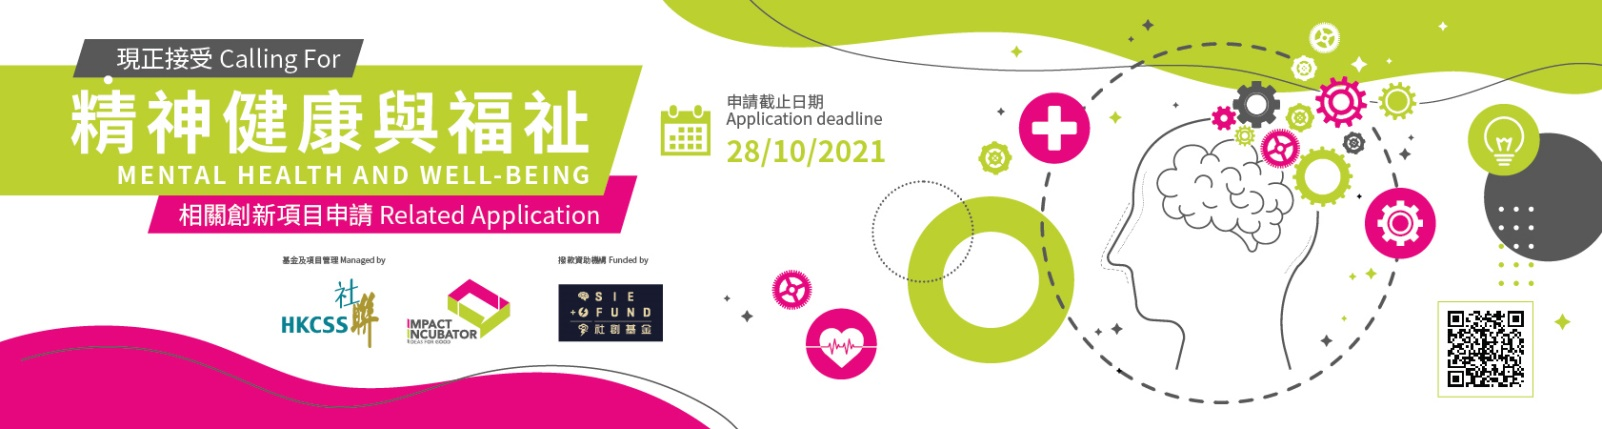 現正接受 Calling For
精神健康與福祉
MENTAL HEALTH AND WELL-BEING
相關創新項目申請 Related Application
申請截止日期
Application deadline
28/10/2021
基金及項目管理 Managed by
撥款資助機構 Funded by
社聯
HKCSS
IMPACT
INCUBATOR
IDEAS FOR GOOD
SIE
FUND
社創基金